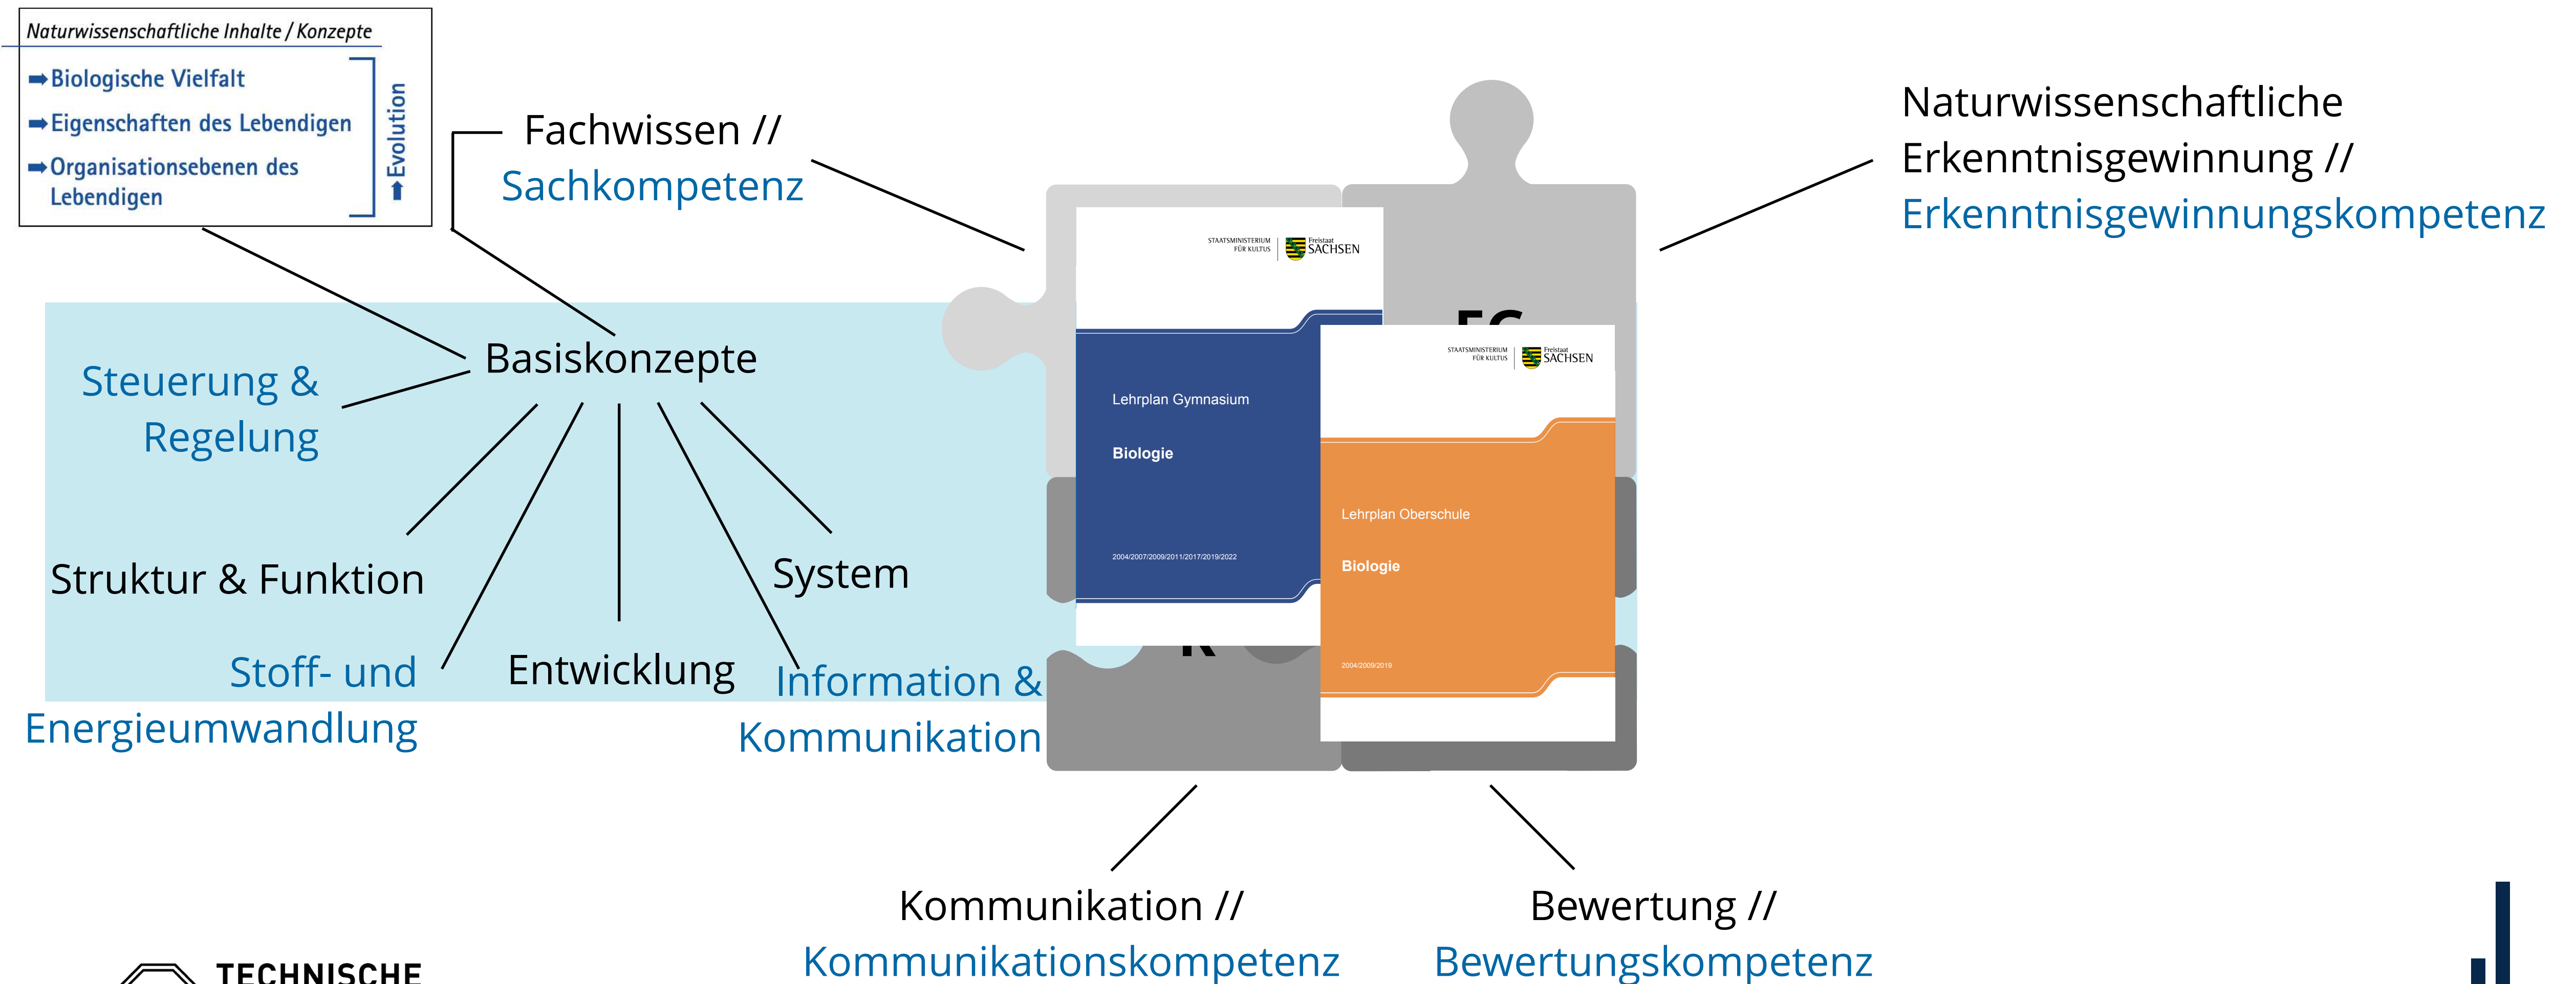 Naturwissenschaftliche Inhalte / Konzepte
➡ Biologische Vielfalt
➡ Eigenschaften des Lebendigen
➡ Organisationsebenen des
Lebendigen
➡ Evolution
Fachwissen //
Sachkompetenz
Naturwissenschaftliche
Erkenntnisgewinnung //
Erkenntnisgewinnungskompetenz
Basiskonzepte
Steuerung &
Regelung
Struktur & Funktion
Stoff- und
Energieumwandlung
Entwicklung
Information &
Kommunikation
System
STAATSMINISTERIUM
FÜR KULTUS
Freistaat
SACHSEN
Lehrplan Gymnasium
Biologie
2004/2007/2009/2011/2017/2019/2022
STAATSMINISTERIUM
FÜR KULTUS
Freistaat
SACHSEN
Lehrplan Oberschule
Biologie
2004/2009/2019
Kommunikation //
Kommunikationskompetenz
Bewertung //
Bewertungskompetenz
TECHNISCHE